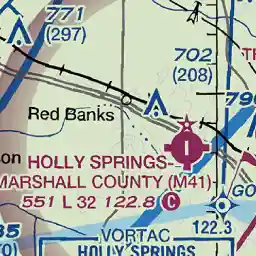 771
(297)
702
(208)
Red Banks
HOLLY SPRINGS-
MARSHALL COUNTY (M41)-
551 L 32 122.8 C
122.3
VORTAC
HOLLY SPRINGS